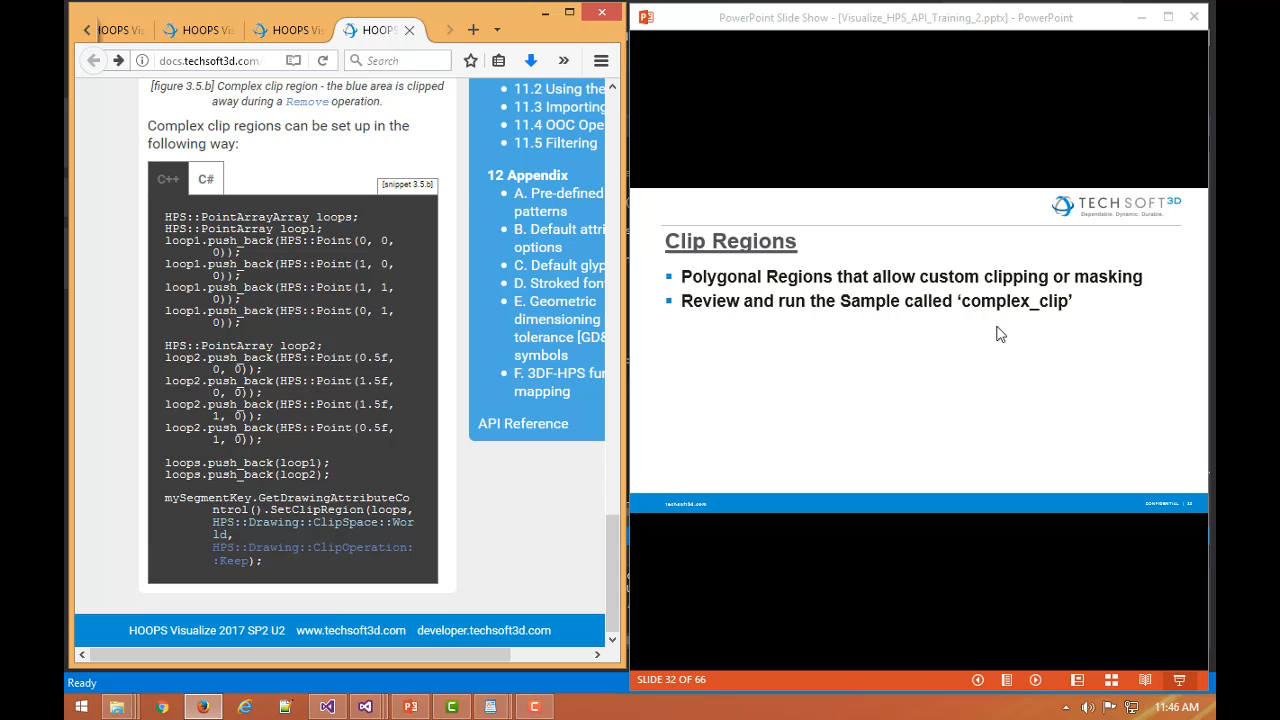 HOOPS Vis
HOOPS Vis
HOOPS Vis
HOOPS
docs.techsoft3d.com/
Search
[figure 3.5.b] Complex clip region - the blue area is clipped
away during a Remove operation.
Complex clip regions can be set up in the
following way:
C++
C#
[snippet 3.5.b]
HPS::PointArrayArray loops;
HPS::PointArray loop1;
loop1.push_back(HPS::Point(0, 0,
0));
loop1.push_back(HPS::Point(1, 0,
0));
loop1.push_back(HPS::Point(1, 1,
0));
loop1.push_back(HPS::Point(0, 1,
0));
HPS::PointArray loop2;
loop2.push_back(HPS::Point(0.5f,
0, 0));
loop2.push_back(HPS::Point(1.5f,
0, 0));
loop2.push_back(HPS::Point(1.5f,
1, 0));
loop2.push_back(HPS::Point(0.5f,
1, 0));
loops.push_back(loop1);
loops.push_back(loop2);
mySegmentKey.GetDrawingAttributeCo
ntrol().SetClipRegion(loops,
HPS::Drawing::ClipSpace::Wor
ld,
HPS::Drawing::ClipOperation:
:Keep);
11.2 Using the
11.3 Importing
11.4 OOC Ope
11.5 Filtering
12 Appendix
A. Pre-defined
patterns
B. Default attri
options
C. Default glyp
D. Stroked fon
E. Geometric
dimensioning
tolerance [GD&
symbols
F. 3DF-HPS fun
mapping
API Reference
HOOPS Visualize 2017 SP2 U2 www.techsoft3d.com developer.techsoft3d.com
Ready
PowerPoint Slide Show - [Visualize_HPS_API_Training_2.pptx] - PowerPoint
TECH SOFT 3D
Dependable. Dynamic. Durable.
Clip Regions
Polygonal Regions that allow custom clipping or masking
Review and run the Sample called ‘complex_clip’
techsoft3d.com
CONFIDENTIAL | 32
SLIDE 32 OF 66
11:46 AM